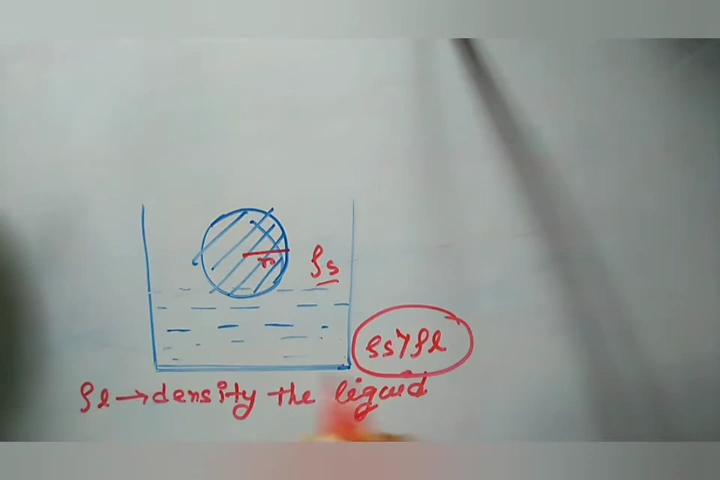 r
ρs
ρs>ρl
ρl→density the liquid